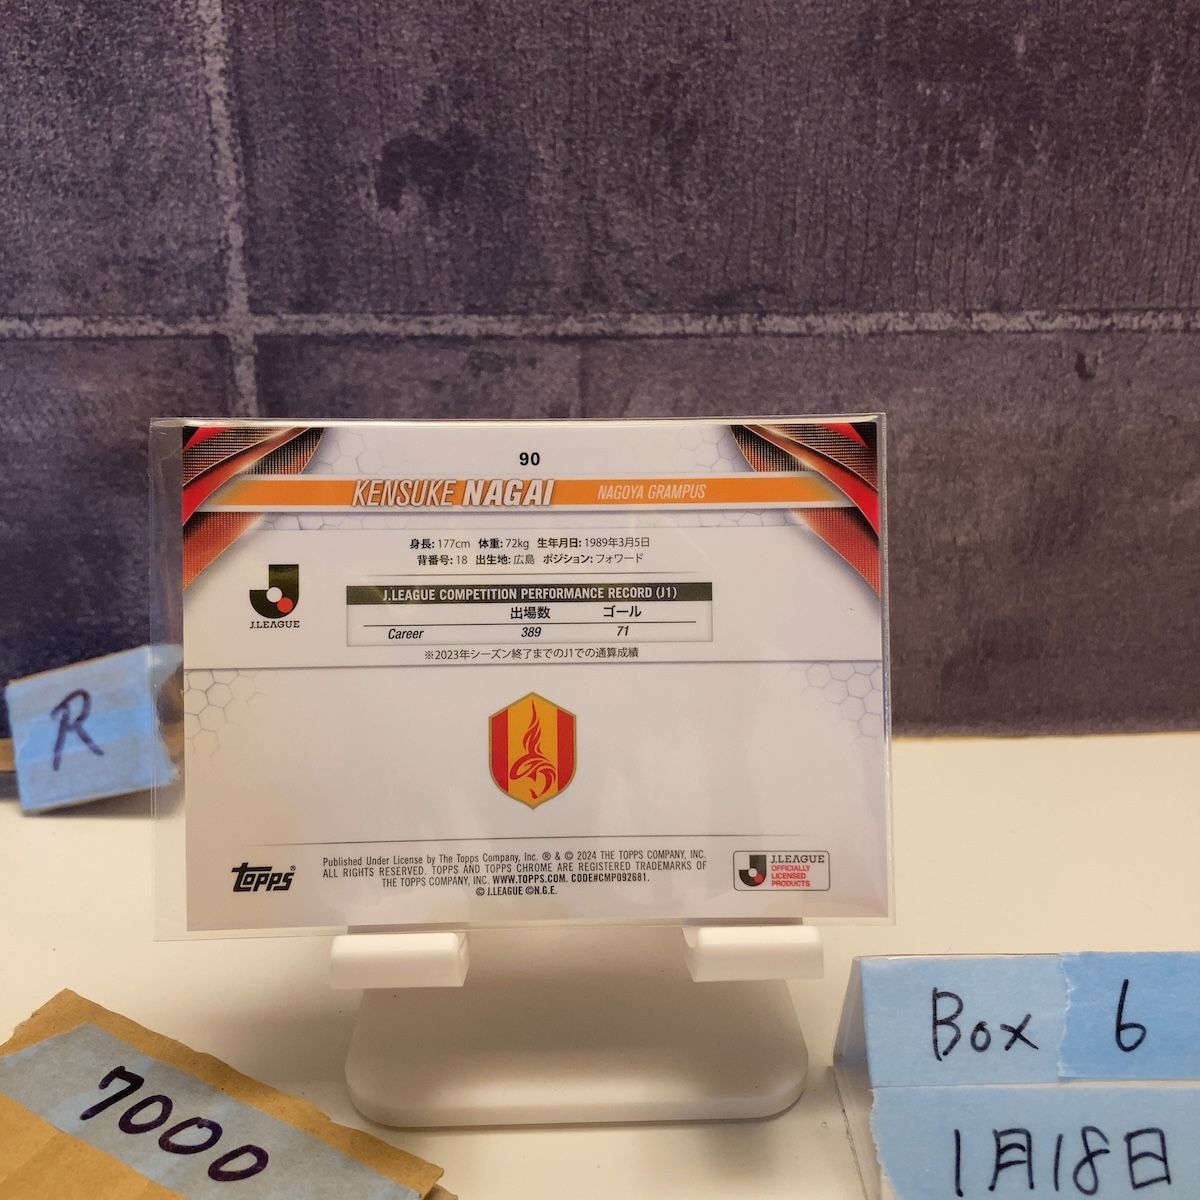 90
KENSUKE NAGAI NAGOYA GRAMPUS
身長: 177cm 体重: 72kg 生年月日: 1989年3月5日
背番号: 18 出生地: 広島 ポジション: フォワード
J.LEAGUE
J.LEAGUE COMPETITION PERFORMANCE RECORD (J1)
出場数 ゴール
Career 389 71
※2023年シーズン終了までのJ1での通算成績
R
topps®
Published Under License by The Topps Company, Inc. ® & © 2024 THE TOPPS COMPANY, INC.
ALL RIGHTS RESERVED. TOPPS AND TOPPS CHROME ARE REGISTERED TRADEMARKS OF
THE TOPPS COMPANY, INC. WWW.TOPPS.COM. CODE#CMP092681.
© J.LEAGUE ©N.G.E.
J.LEAGUE
OFFICIALLY
LICENSED
PRODUCTS
7000
Box 6
1月18日